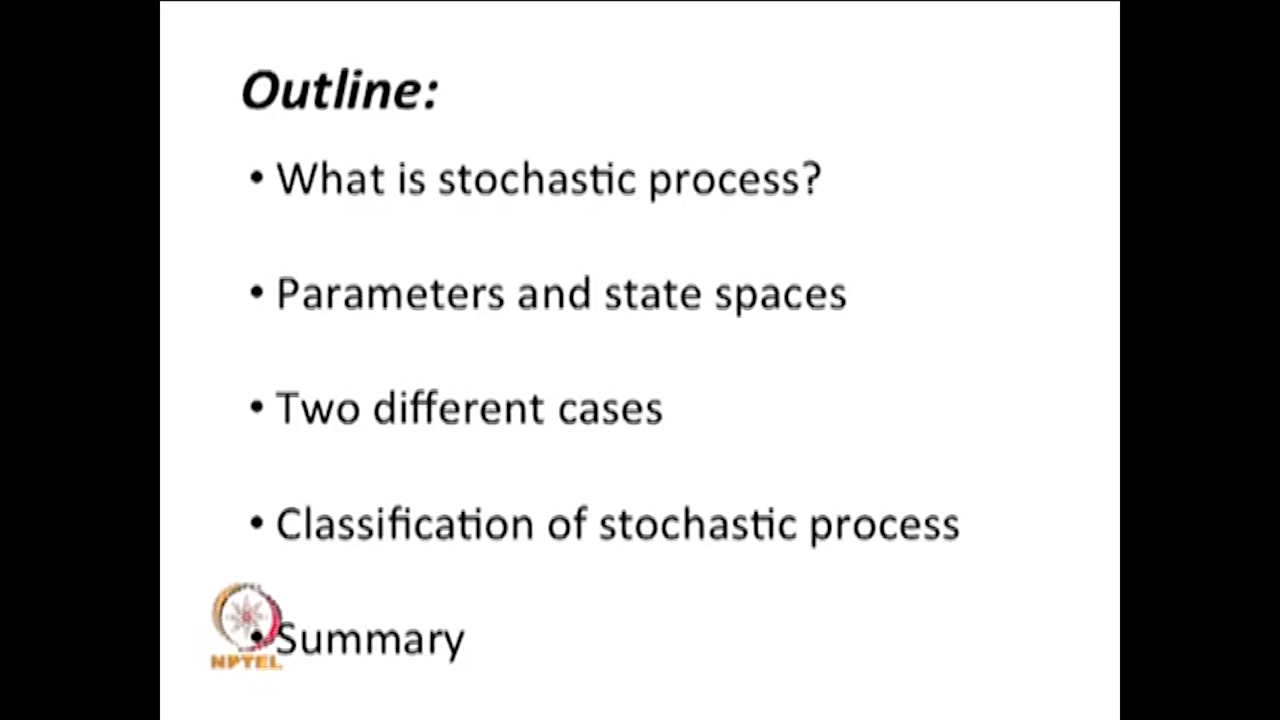 Outline:
• What is stochastic process?
• Parameters and state spaces
• Two different cases
• Classification of stochastic process
• Summary
NPTEL